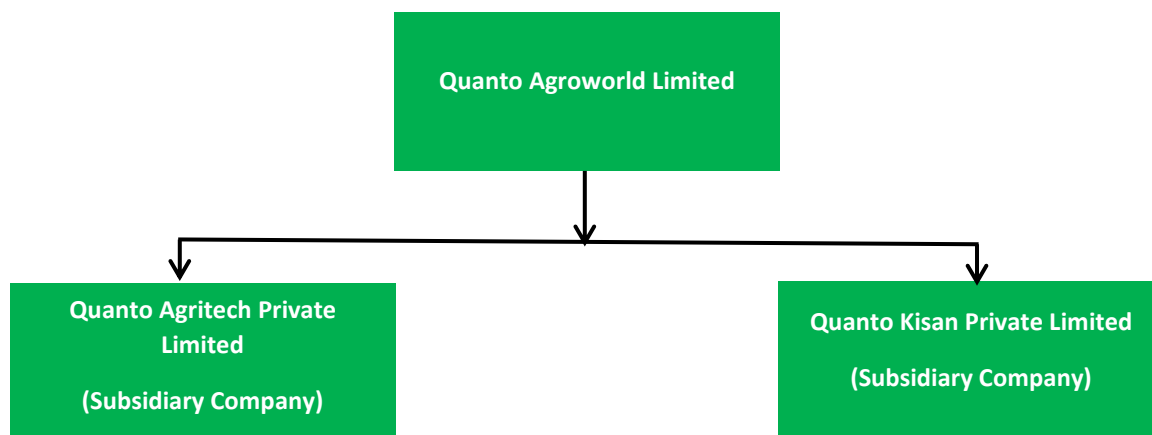 Quanto Agroworld Limited
Quanto Agritech Private
Limited
(Subsidiary Company)
Quanto Kisan Private Limited
(Subsidiary Company)